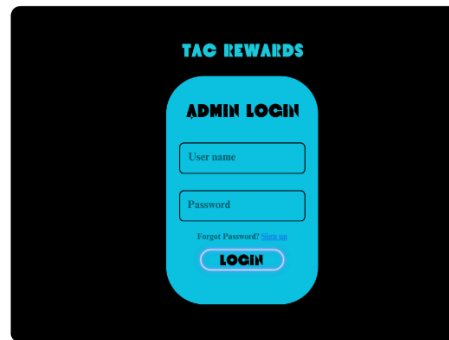 TAC REWARDS
ADMIN LOGIN
User name
Password
Forgot Password? Sign up
LOGIN